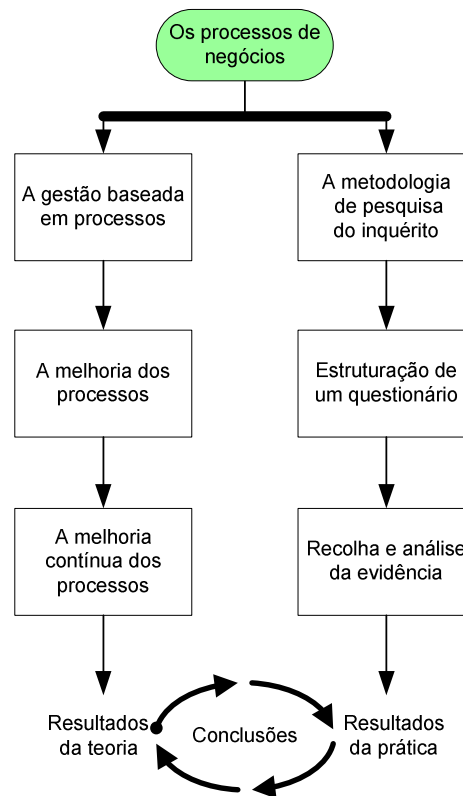 Os processos de
negócios
A gestão baseada
em processos
A metodologia
de pesquisa
do inquérito
A melhoria dos
processos
Estruturação de
um questionário
A melhoria
contínua dos
processos
Recolha e análise
da evidência
Resultados
da teoria
Conclusões
Resultados
da prática